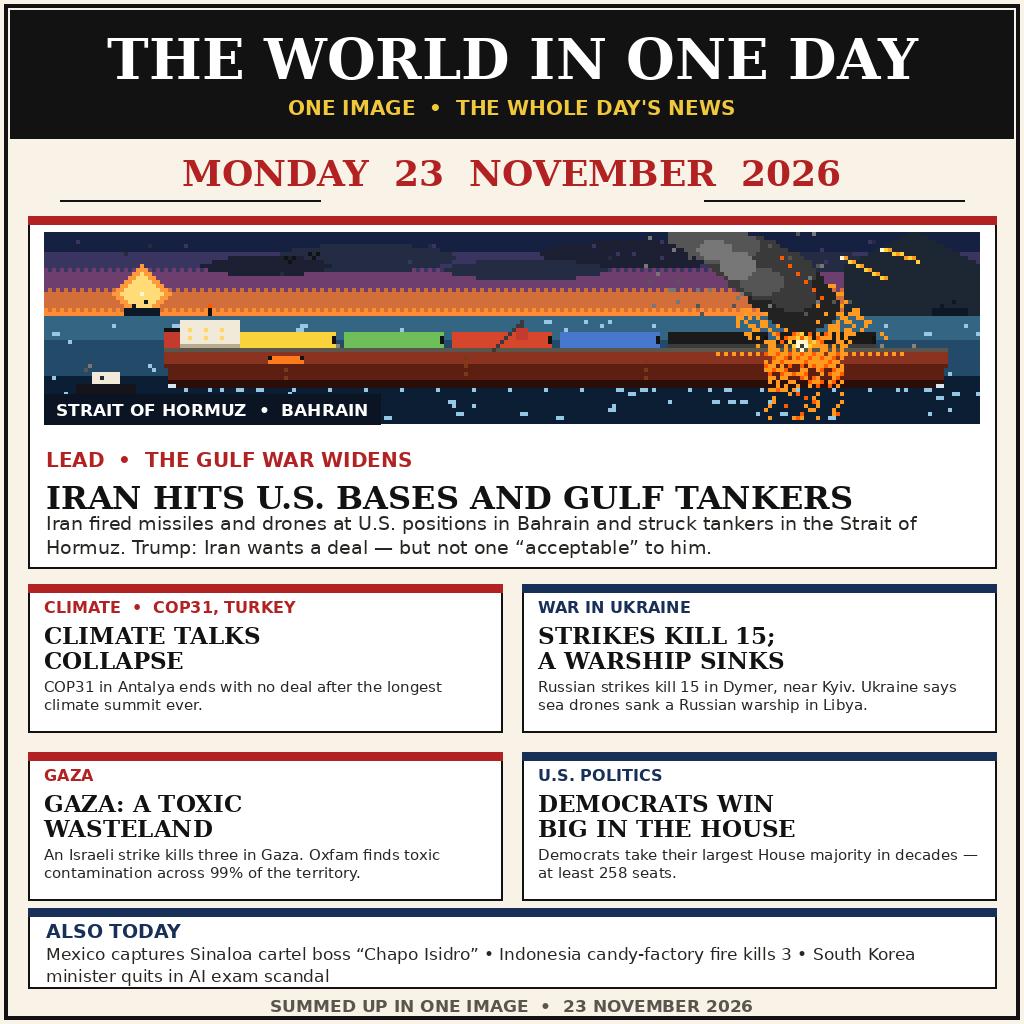 THE WORLD IN ONE DAY
ONE IMAGE • THE WHOLE DAY'S NEWS
MONDAY 23 NOVEMBER 2026
STRAIT OF HORMUZ • BAHRAIN
LEAD • THE GULF WAR WIDENS
IRAN HITS U.S. BASES AND GULF TANKERS
Iran fired missiles and drones at U.S. positions in Bahrain and struck tankers in the Strait of
Hormuz. Trump: Iran wants a deal — but not one “acceptable” to him.
CLIMATE • COP31, TURKEY
CLIMATE TALKS
COLLAPSE
COP31 in Antalya ends with no deal after the longest
climate summit ever.
WAR IN UKRAINE
STRIKES KILL 15;
A WARSHIP SINKS
Russian strikes kill 15 in Dymer, near Kyiv. Ukraine says
sea drones sank a Russian warship in Libya.
GAZA
GAZA: A TOXIC
WASTELAND
An Israeli strike kills three in Gaza. Oxfam finds toxic
contamination across 99% of the territory.
U.S. POLITICS
DEMOCRATS WIN
BIG IN THE HOUSE
Democrats take their largest House majority in decades —
at least 258 seats.
ALSO TODAY
Mexico captures Sinaloa cartel boss “Chapo Isidro” • Indonesia candy-factory fire kills 3 • South Korea
minister quits in AI exam scandal
SUMMED UP IN ONE IMAGE • 23 NOVEMBER 2026